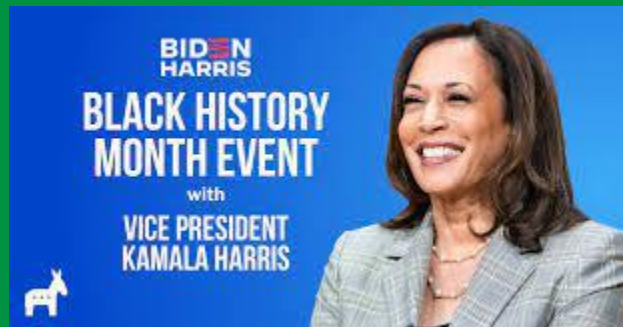 BIDEN
HARRIS
BLACK HISTORY
MONTH EVENT
with
VICE PRESIDENT
KAMALA HARRIS